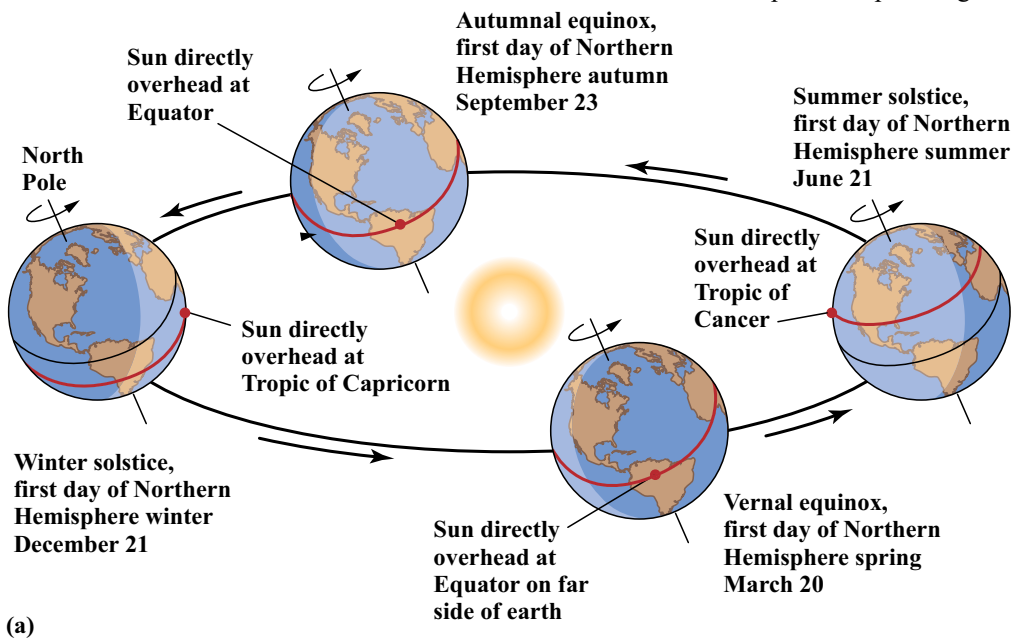 Autumnal equinox,
first day of Northern
Hemisphere autumn
September 23
Sun directly
overhead at
Equator
Summer solstice,
first day of Northern
Hemisphere summer
June 21
North
Pole
Sun directly
overhead at
Tropic of
Cancer
Sun directly
overhead at
Tropic of Capricorn
Winter solstice,
first day of Northern
Hemisphere winter
December 21
Sun directly
overhead at
Equator on far
side of earth
Vernal equinox,
first day of Northern
Hemisphere spring
March 20
(a)